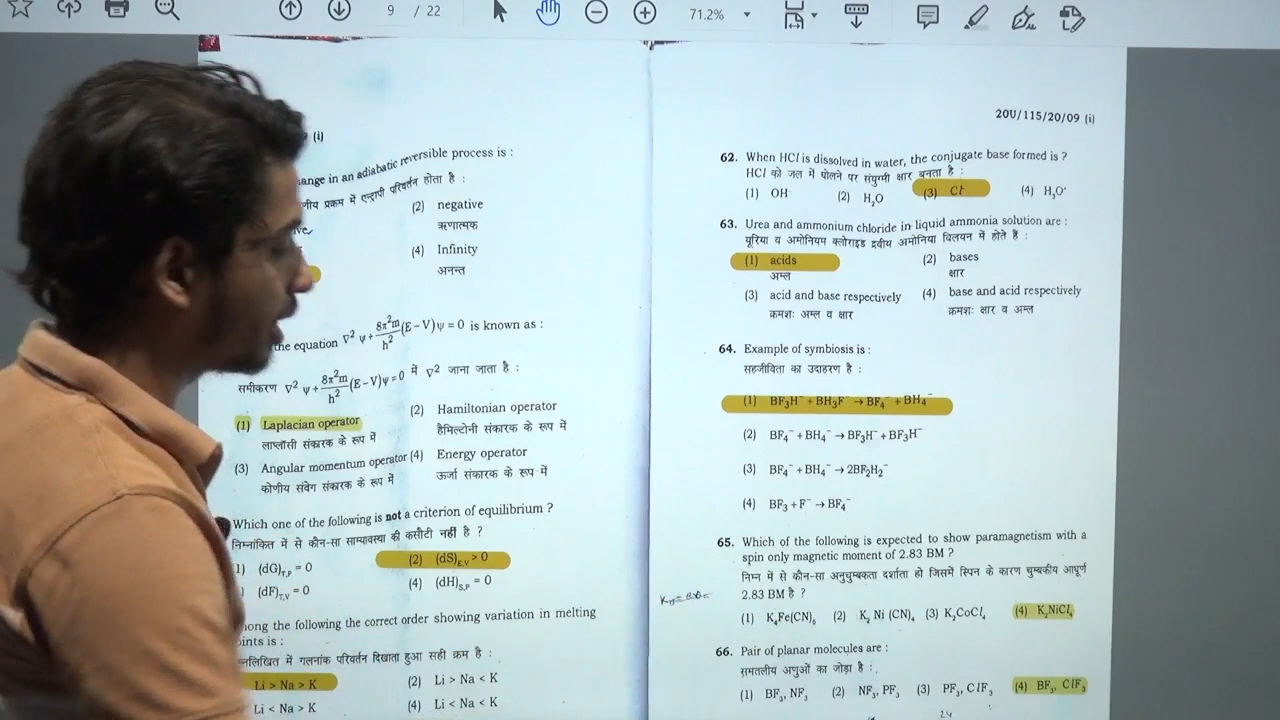 9 / 22
71.2%
(i)
ange in an adiabatic reversible process is :
णीय प्रक्रम में एन्ट्रापी परिवर्तन होता है :
(2) negative
ऋणात्मक
(4) Infinity
अनन्त
the equation ∇² ψ + 8π²m/h² (E – V) ψ = 0 is known as :
समीकरण ∇² ψ + 8π²m/h² (E – V) ψ = 0 में ∇² जाना जाता है :
(1) Laplacian operator
लाप्लॉसी संकारक के रूप में
(2) Hamiltonian operator
हैमिल्टोनी संकारक के रूप में
(3) Angular momentum operator
कोणीय संवेग संकारक के रूप में
(4) Energy operator
ऊर्जा संकारक के रूप में
Which one of the following is not a criterion of equilibrium ?
निम्नांकित में से कौन-सा साम्यावस्था की कसौटी नहीं है ?
1) (dG)T,P = 0
(2) (dS)E,V > 0
) (dF)T,V = 0
(4) (dH)S,P = 0
ong the following the correct order showing variation in melting
oints is :
नलिखित में गलनांक परिवर्तन दिखाता हुआ सही क्रम है :
Li > Na > K
(2) Li > Na < K
Li < Na > K
(4) Li < Na < K
20U/115/20/09 (i)
62. When HCl is dissolved in water, the conjugate base formed is ?
HCl को जल में घोलने पर संयुग्मी क्षार बनता है :
(1) OH⁻ (2) H₂O (3) Cl⁻ (4) H₃O⁺
63. Urea and ammonium chloride in liquid ammonia solution are :
यूरिया व अमोनियम क्लोराइड द्रवीय अमोनिया विलयन में होते है :
(1) acids
अम्ल
(2) bases
क्षार
(3) acid and base respectively
क्रमशः अम्ल व क्षार
(4) base and acid respectively
क्रमशः क्षार व अम्ल
64. Example of symbiosis is :
सहजीविता का उदाहरण है :
(1) BF₃H⁻ + BH₃F⁻ → BF₄⁻ + BH₄⁻
(2) BF₄⁻ + BH₄⁻ → BF₃H⁻ + BF₃H⁻
(3) BF₄⁻ + BH₄⁻ → 2BF₂H₂⁻
(4) BF₃ + F⁻ → BF₄⁻
65. Which of the following is expected to show paramagnetism with a
spin only magnetic moment of 2.83 BM ?
निम्न में से कौन-सा अनुचुम्बकता दर्शाता हो जिसमें स्पिन के कारण चुम्बकीय आघूर्ण
2.83 BM है ?
(1) K₄Fe(CN)₆ (2) K₂ Ni (CN)₄ (3) K₂CoCl₄ (4) K₂NiCl₄
66. Pair of planar molecules are :
समतलीय अणुओं का जोड़ा है :
(1) BF₃, NF₃ (2) NF₃, PF₃ (3) PF₃, ClF₃ (4) BF₃, ClF₃
24